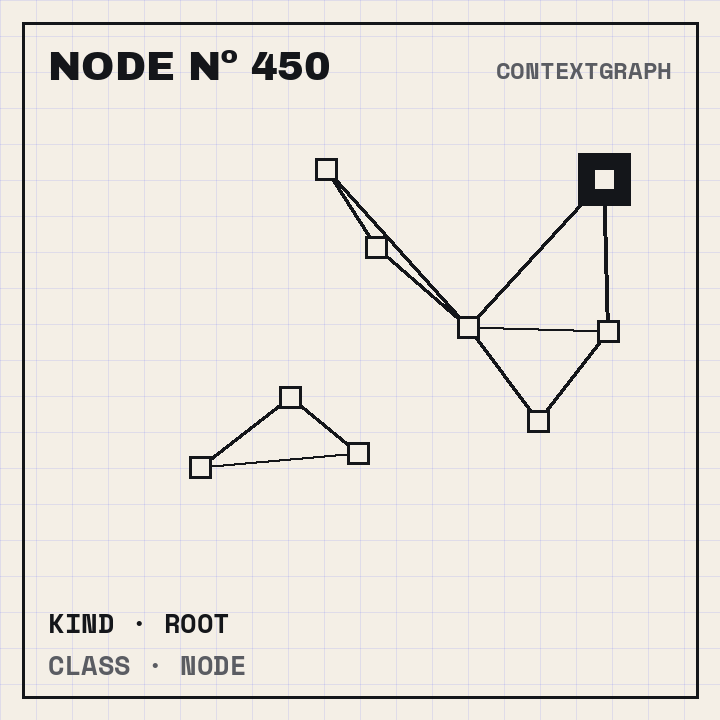 NODE Nº 450
CONTEXTGRAPH
KIND · ROOT
CLASS · NODE